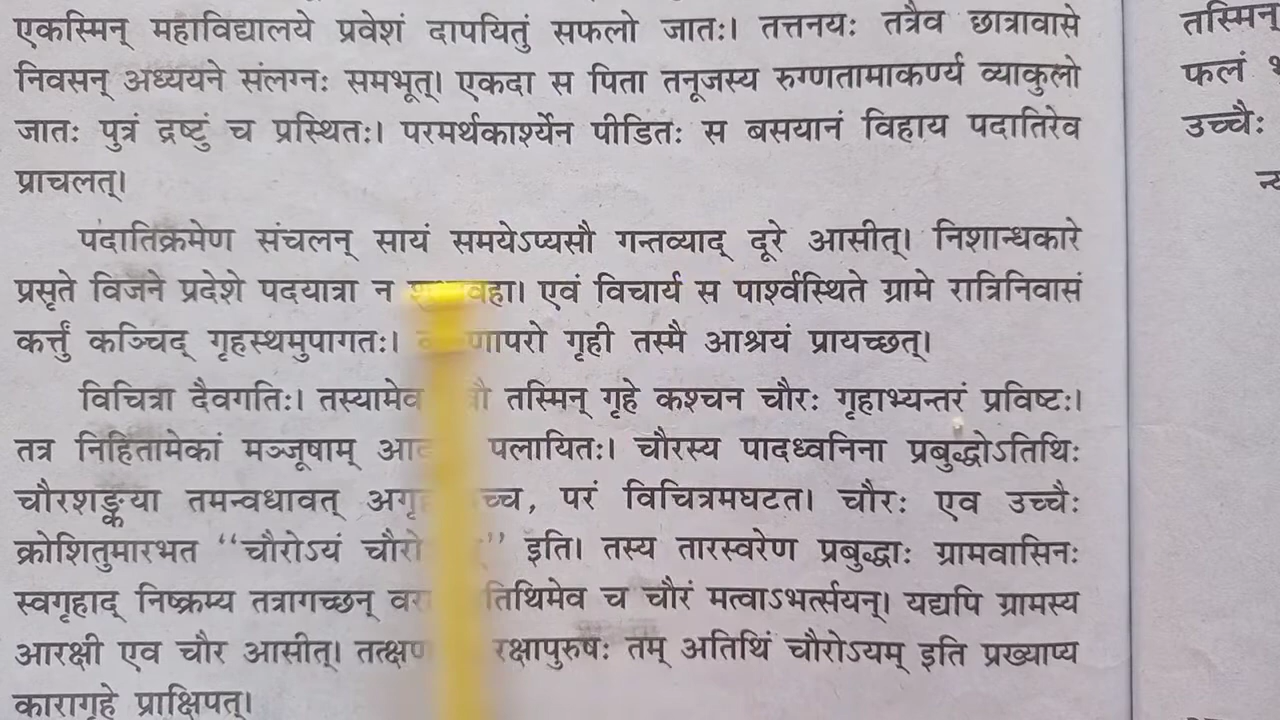 एकस्मिन् महाविद्यालये प्रवेशं दापयितुं सफलो जातः। तत्तनयः तत्रैव छात्रावासे
निवसन् अध्ययने संलग्नः समभूत्। एकदा स पिता तनूजस्य रुग्णतामाकर्ण्य व्याकुलो
जातः पुत्रं द्रष्टुं च प्रस्थितः। परमर्थकार्श्येन पीडितः स बसयानं विहाय पदातिरेव
प्राचलत्।
पदातिक्रमेण संचलन् सायं समयेऽप्यसौ गन्तव्याद् दूरे आसीत्। निशान्धकारे
प्रसृते विजने प्रदेशे पदयात्रा न एवं विचार्य स पार्श्वस्थिते ग्रामे रात्रिनिवासं
कर्त्तुं कञ्चिद् गृहस्थमुपागतः। गृही तस्मै आश्रयं प्रायच्छत्।
विचित्रा दैवगतिः। तस्यामेव तस्मिन् गृहे कश्चन चौरः गृहाभ्यन्तरं प्रविष्टः।
तत्र निहितामेकां मञ्जूषाम् पलायितः। चौरस्य पादध्वनिना प्रबुद्धोऽतिथिः
चौरशङ्कया तमन्वधावत् परं विचित्रमघटत। चौरः एव उच्चैः
क्रोशितुमारभत “चौरोऽयं इति। तस्य तारस्वरेण प्रबुद्धाः ग्रामवासिनः
स्वगृहाद् निष्क्रम्य तत्रागच्छन् च चौरं मत्वाऽभर्त्सयन्। यद्यपि ग्रामस्य
आरक्षी एव चौर आसीत्। रक्षापुरुषः तम् अतिथिं चौरोऽयम् इति प्रख्याप्य
कारागृहे प्राक्षिपत्।
तस्मिन्
फलं
उच्चैः